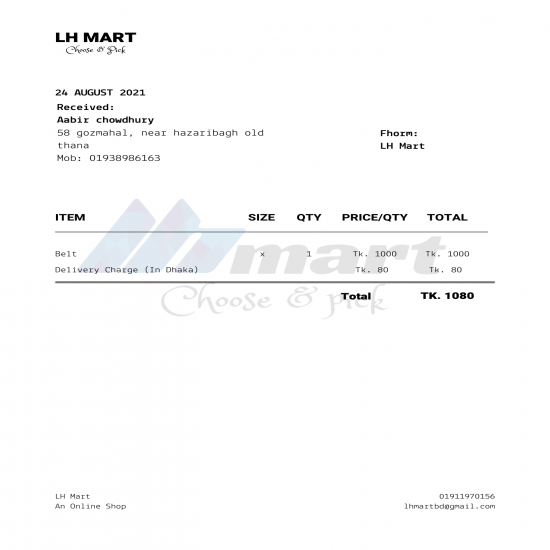 LH MART
Choose & Pick
24 AUGUST 2021
Received:
Aabir chowdhury
58 gozmahal, near hazaribagh old
thana
Mob: 01938986163
Fhorm:
LH Mart
ITEM SIZE QTY PRICE/QTY TOTAL
mart
Belt x 1 Tk. 1000 Tk. 1000
Delivery Charge (In Dhaka) Tk. 80 Tk. 80
Choose & pick
Total TK. 1080
LH Mart 01911970156
An Online Shop lhmartbd@gmail.com